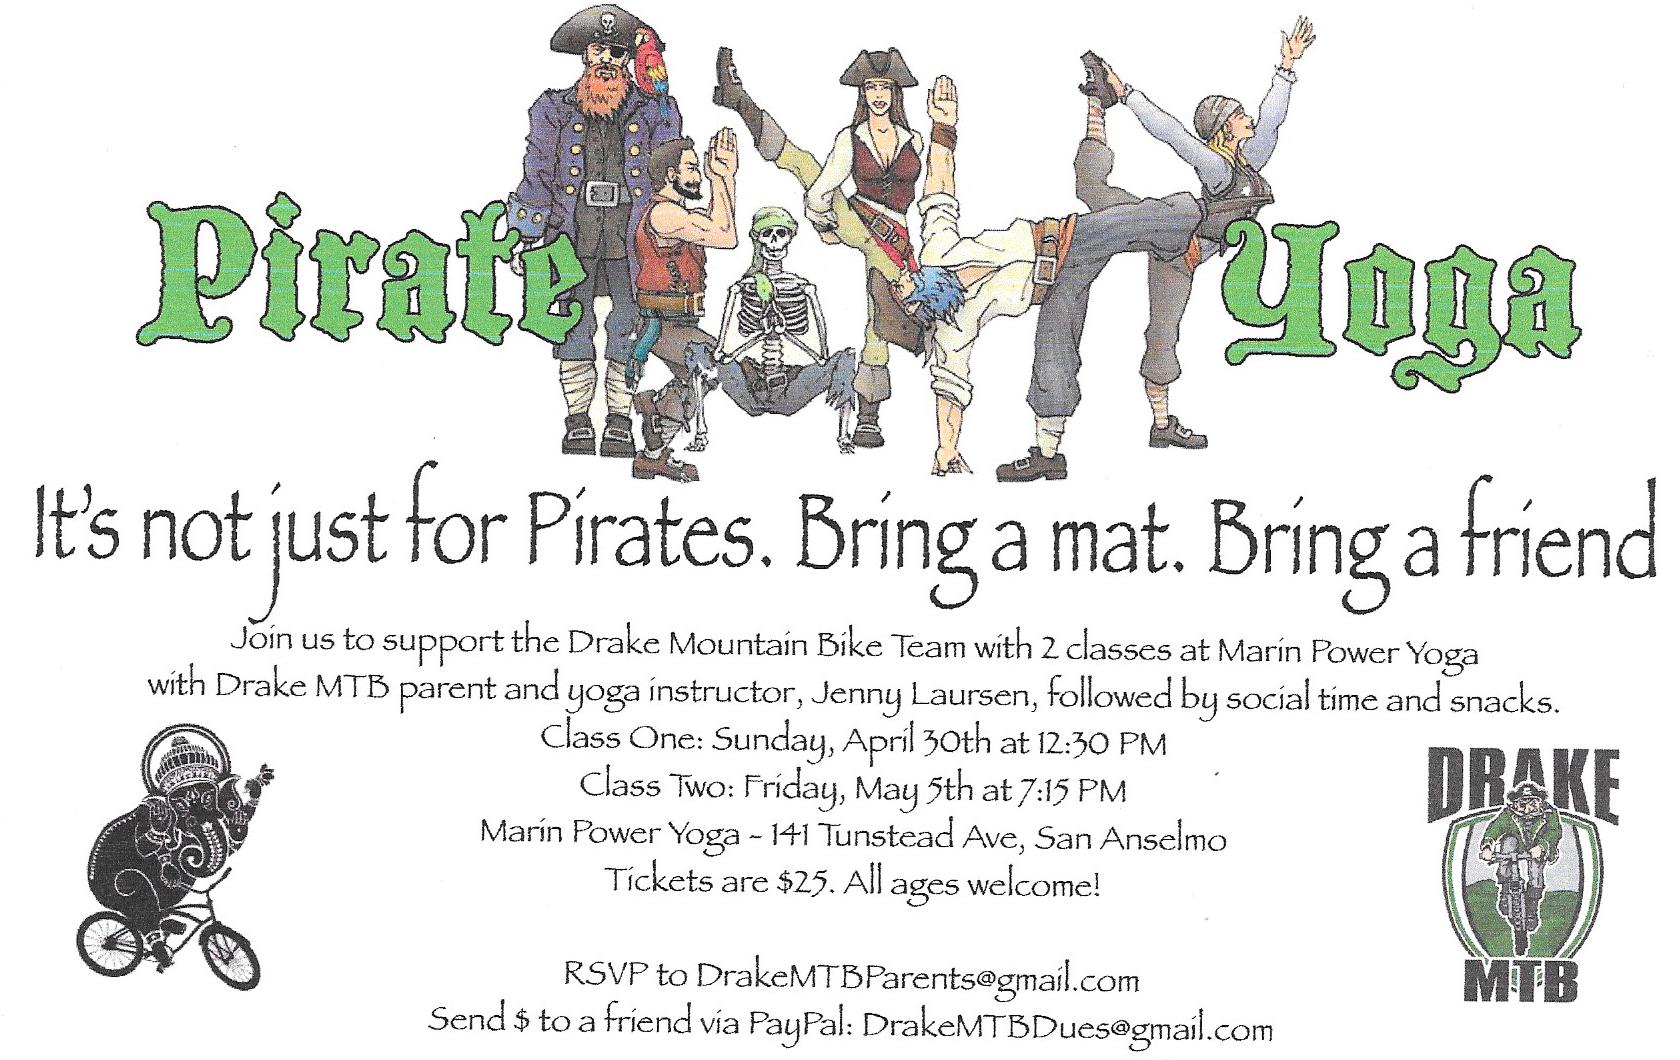 Pirate Yoga
It's not just for Pirates. Bring a mat. Bring a friend
Join us to support the Drake Mountain Bike Team with 2 classes at Marin Power Yoga
with Drake MTB parent and yoga instructor, Jenny Laursen, followed by social time and snacks.
Class One: Sunday, April 30th at 12:30 PM
Class Two: Friday, May 5th at 7:15 PM
Marin Power Yoga - 141 Tunstead Ave, San Anselmo
Tickets are $25. All ages welcome!
DRAKE
MTB
RSVP to DrakeMTBParents@gmail.com
Send $ to a friend via PayPal: DrakeMTBDues@gmail.com